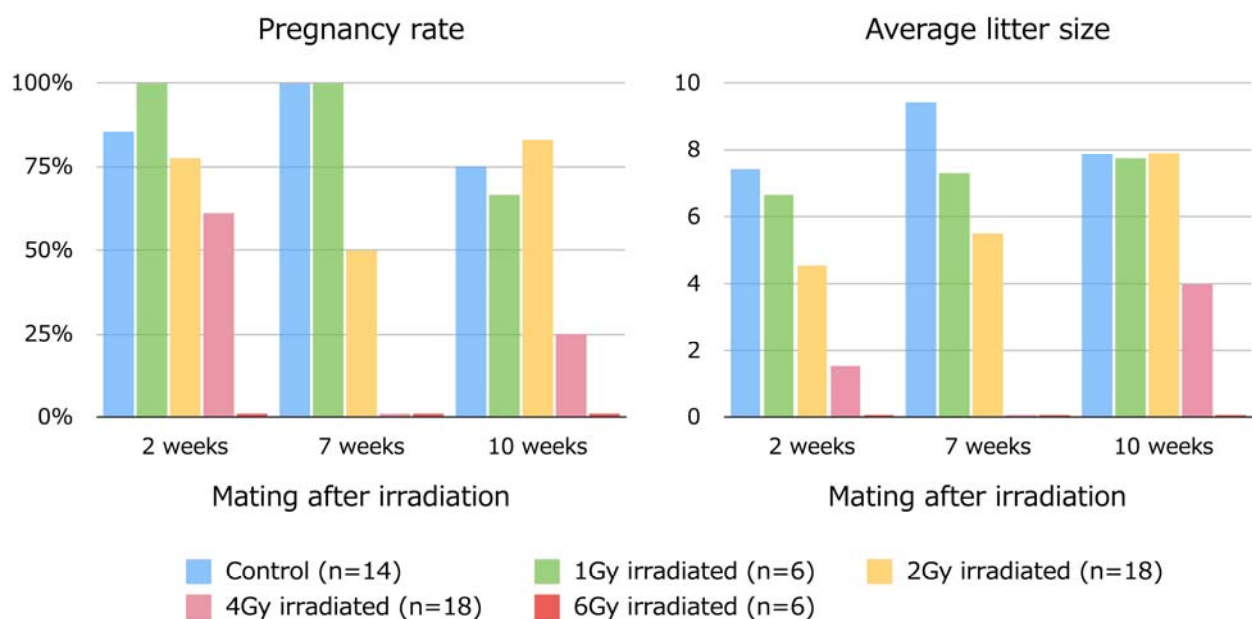 Pregnancy rate
100%
75%
50%
25%
0%
2 weeks
7 weeks
10 weeks
Mating after irradiation
Average litter size
10
8
6
4
2
0
2 weeks
7 weeks
10 weeks
Mating after irradiation
Control (n=14)
1Gy irradiated (n=6)
2Gy irradiated (n=18)
4Gy irradiated (n=18)
6Gy irradiated (n=6)